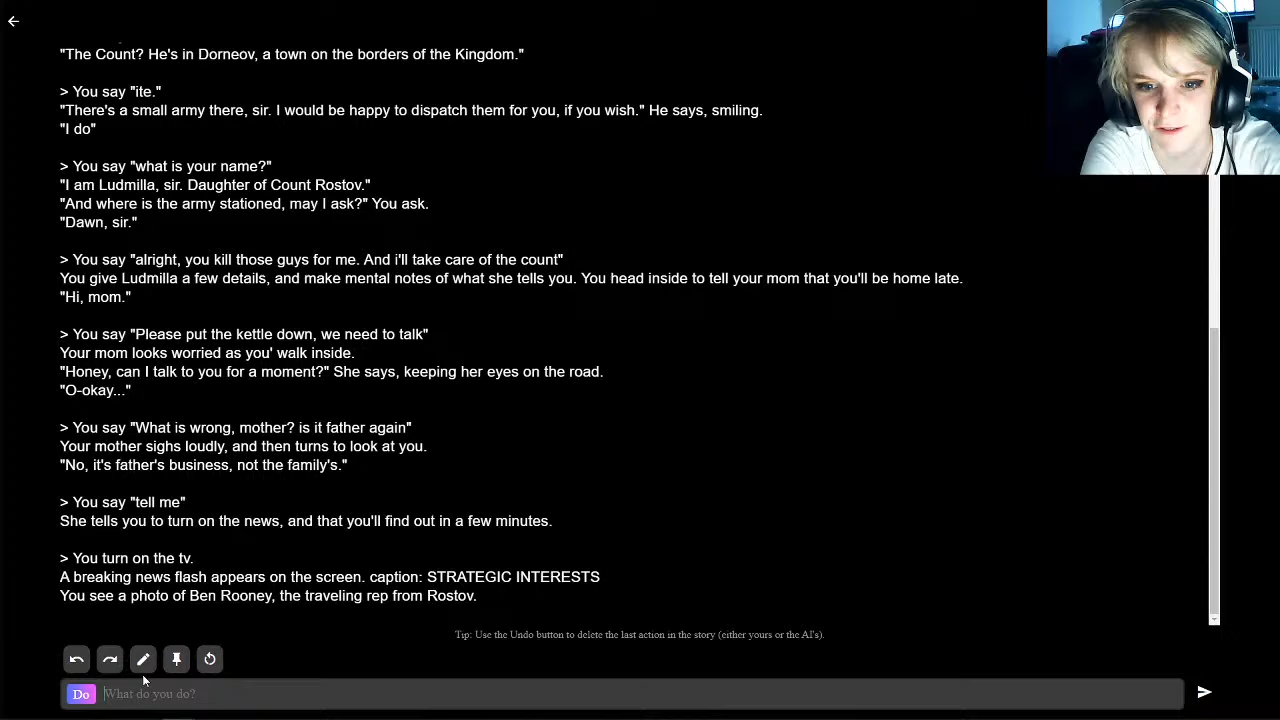 "The Count? He's in Dorneov, a town on the borders of the Kingdom."
> You say "ite."
"There's a small army there, sir. I would be happy to dispatch them for you, if you wish." He says, smiling.
"I do"
> You say "what is your name?"
"I am Ludmilla, sir. Daughter of Count Rostov."
"And where is the army stationed, may I ask?" You ask.
"Dawn, sir."
> You say "alright, you kill those guys for me. And i'll take care of the count"
You give Ludmilla a few details, and make mental notes of what she tells you. You head inside to tell your mom that you'll be home late.
"Hi, mom."
> You say "Please put the kettle down, we need to talk"
Your mom looks worried as you' walk inside.
"Honey, can I talk to you for a moment?" She says, keeping her eyes on the road.
"O-okay..."
> You say "What is wrong, mother? is it father again"
Your mother sighs loudly, and then turns to look at you.
"No, it's father's business, not the family's."
> You say "tell me"
She tells you to turn on the news, and that you'll find out in a few minutes.
> You turn on the tv.
A breaking news flash appears on the screen. caption: STRATEGIC INTERESTS
You see a photo of Ben Rooney, the traveling rep from Rostov.
Tip: Use the Undo button to delete the last action in the story (either yours or the AI's).
Do What do you do?